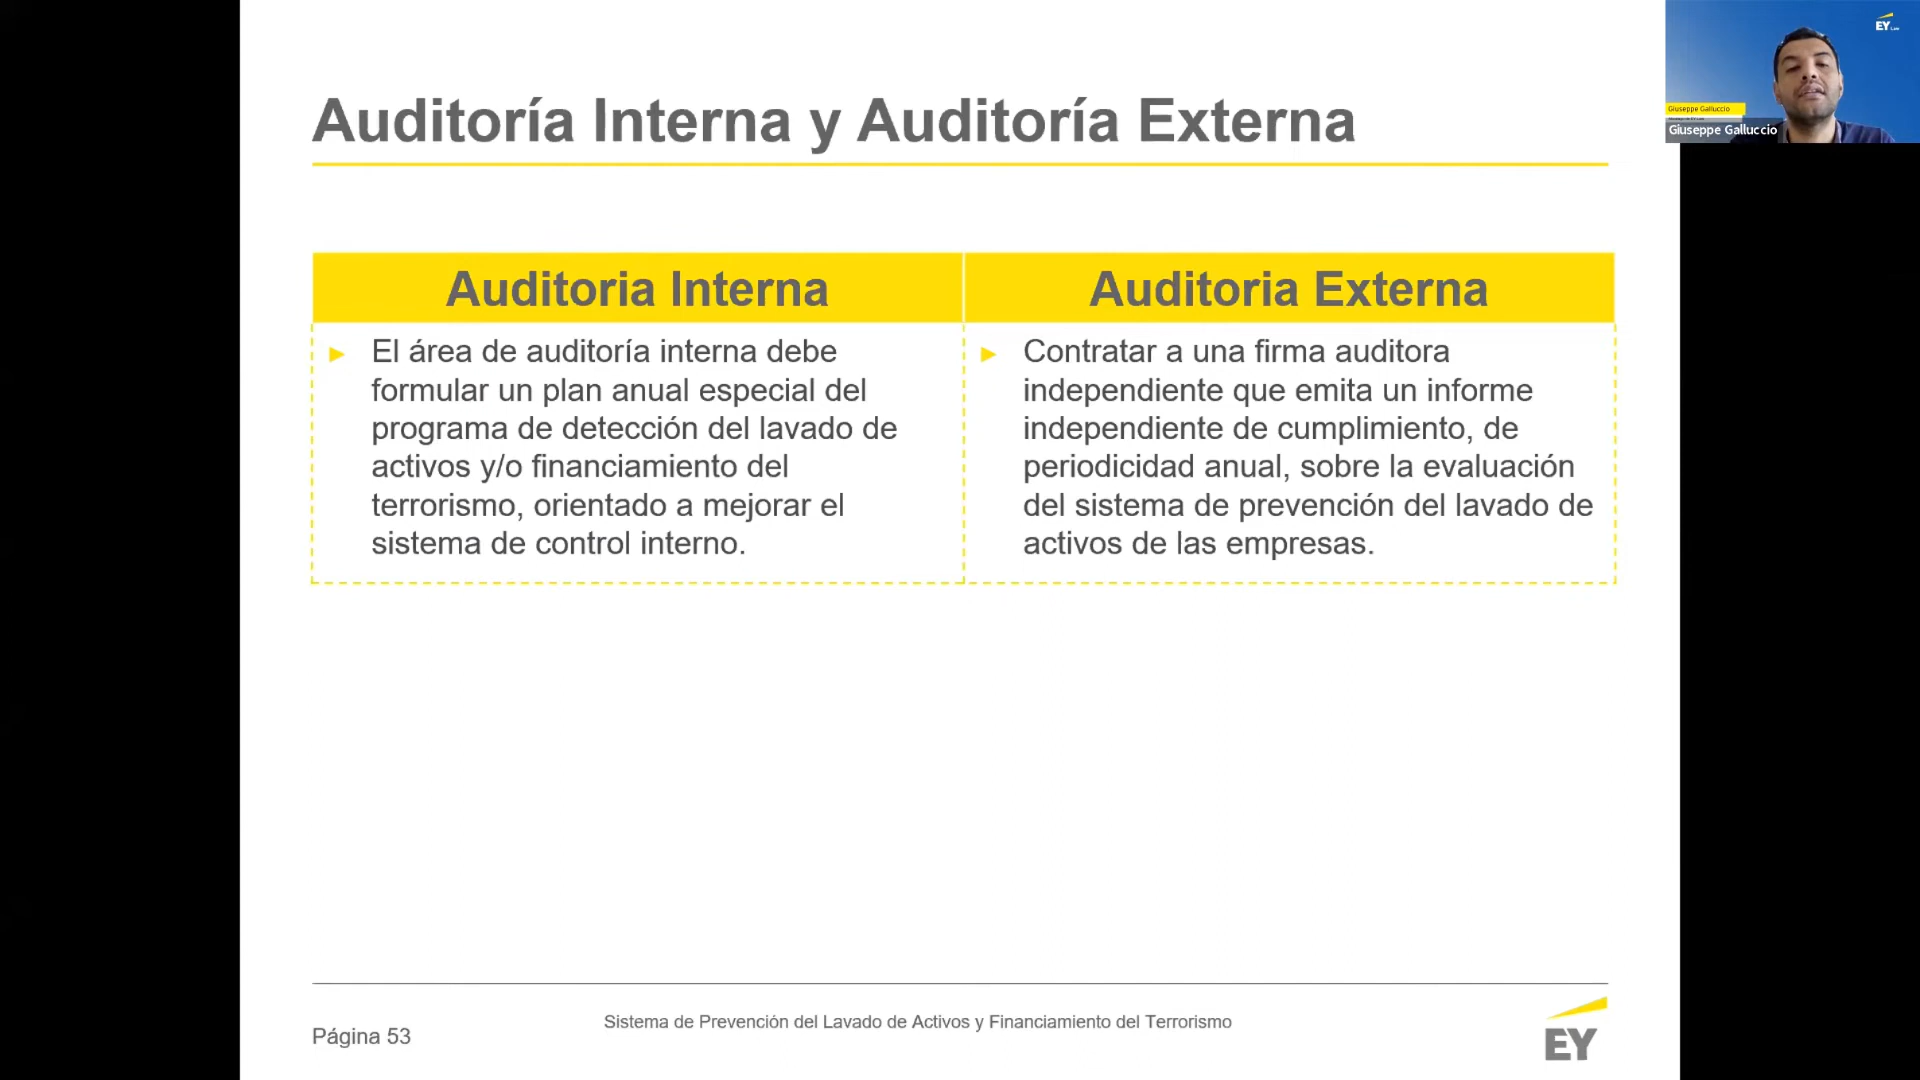 Auditoría Interna y Auditoría Externa
Auditoria Interna
El área de auditoría interna debe
formular un plan anual especial del
programa de detección del lavado de
activos y/o financiamiento del
terrorismo, orientado a mejorar el
sistema de control interno.
Auditoria Externa
Contratar a una firma auditora
independiente que emita un informe
independiente de cumplimiento, de
periodicidad anual, sobre la evaluación
del sistema de prevención del lavado de
activos de las empresas.
Página 53
Sistema de Prevención del Lavado de Activos y Financiamiento del Terrorismo
EY
EY
Giuseppe Galluccio
Giuseppe Galluccio